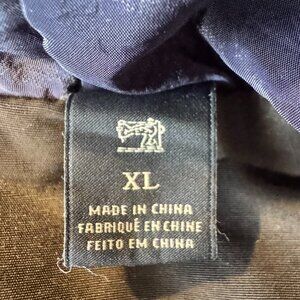 XL
MADE IN CHINA
FABRIQUÉ EN CHINE
FEITO EM CHINA